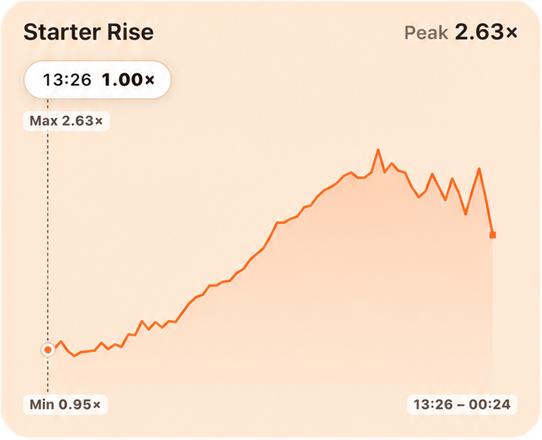 Starter Rise
Peak 2.63×
13:26 1.00×
Max 2.63×
Min 0.95×
13:26 – 00:24